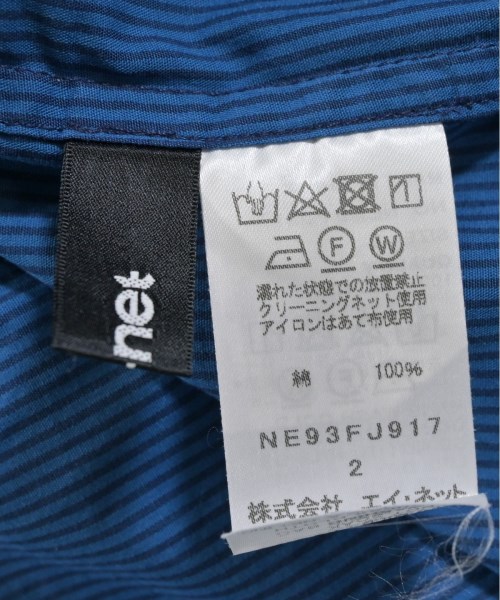 .net
F W
濡れた状態での放置禁止
クリーニングネット使用
アイロンはあて布使用
綿 100%
NE93FJ917
2
株式会社 エイ・ネット